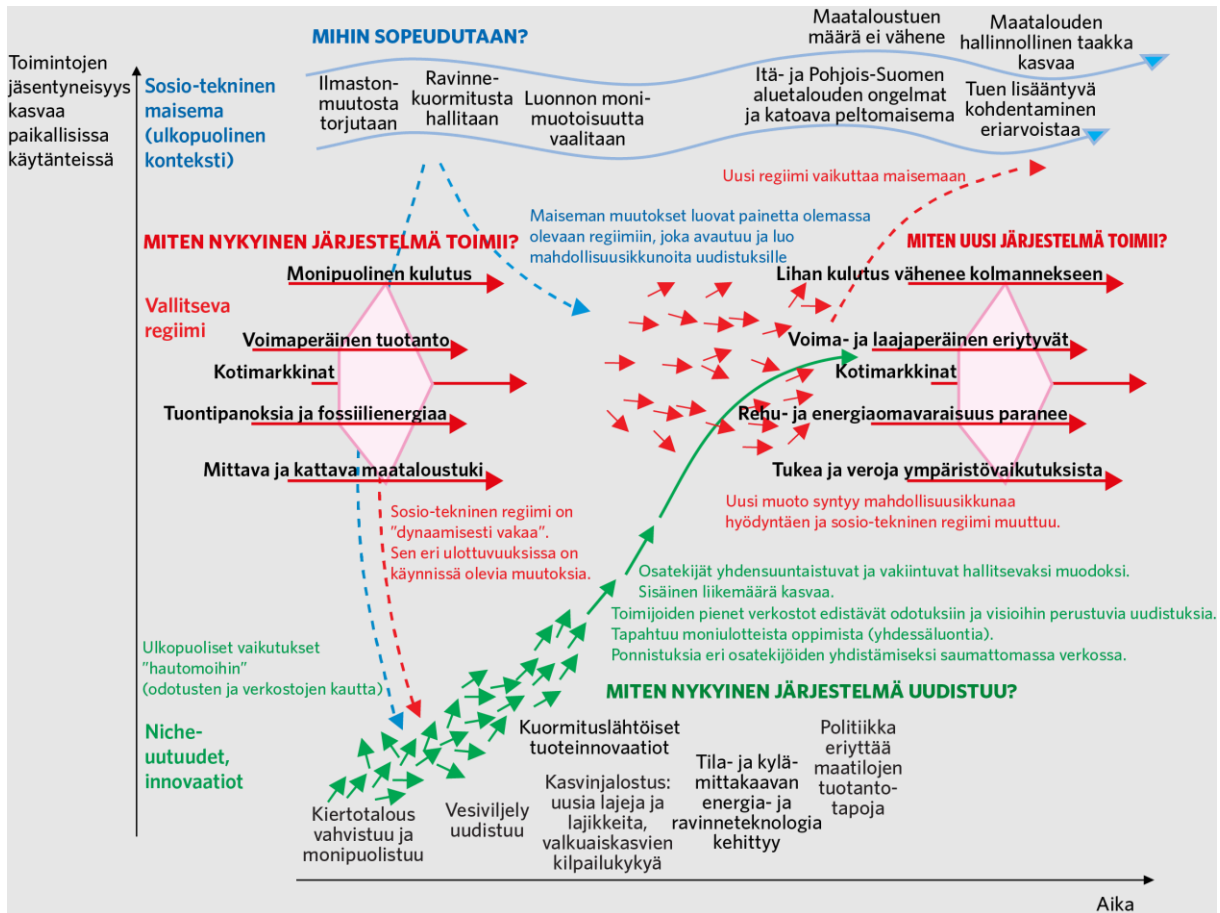 Toimintojen
jäsentyneisyys
kasvaa
paikallisissa
käytänteissä
Sosio-tekninen
maisema
(ulkopuolinen
konteksti)
MIHIN SOPEUDUTAAN?
Ilmaston-
muutosta
torjutaan
Ravinne-
kuormitusta
hallitaan
Luonnon moni-
muotoisuutta
vaalitaan
Maataloustuen
määrä ei vähene
Itä- ja Pohjois-Suomen
aluetalouden ongelmat
ja katoava peltomaisema
Maatalouden
hallinnollinen taakka
kasvaa
Tuen lisääntyvä
kohdentaminen
eriarvoistaa
Uusi regiimi vaikuttaa maisemaan
Maiseman muutokset luovat painetta olemassa
olevaan regiimiin, joka avautuu ja luo
mahdollisuusikkunoita uudistuksille
MITEN NYKYINEN JÄRJESTELMÄ TOIMII?
Vallitseva
regiimi
Monipuolinen kulutus
Voimaperäinen tuotanto
Kotimarkkinat
Tuontipanoksia ja fossiilienergiaa
Mittava ja kattava maataloustuki
MITEN UUSI JÄRJESTELMÄ TOIMII?
Lihan kulutus vähenee kolmannekseen
Voima- ja laajaperäinen eriytyvät
Kotimarkkinat
Rehu- ja energiaomavaraisuus paranee
Tukea ja veroja ympäristövaikutuksista
Sosio-tekninen regiimi on
"dynaamisesti vakaa".
Sen eri ulottuvuuksissa on
käynnissä olevia muutoksia.
Uusi muoto syntyy mahdollisuusikkunaa
hyödyntäen ja sosio-tekninen regiimi muuttuu.
Osatekijät yhdensuuntaistuvat ja vakiintuvat hallitsevaksi muodoksi.
Sisäinen liikemäärä kasvaa.
Toimijoiden pienet verkostot edistävät odotuksiin ja visioihin perustuvia uudistuksia.
Tapahtuu moniulotteista oppimista (yhdessäluontia).
Ponnistuksia eri osatekijöiden yhdistämiseksi saumattomassa verkossa.
Ulkopuoliset vaikutukset
"hautomoihin"
(odotusten ja verkostojen kautta)
MITEN NYKYINEN JÄRJESTELMÄ UUDISTUU?
Niche-
uutuudet,
innovaatiot
Kiertotalous
vahvistuu ja
monipuolistuu
Vesiviljely
uudistuu
Kuormituslähtöiset
tuoteinnovaatiot
Kasvinjalostus:
uusia lajeja ja
lajikkeita,
valkuaiskasvien
kilpailukykyä
Tila- ja kylä-
mittakaavan
energia- ja
ravinneteknologia
kehittyy
Politiikka
eriyttää
maatilojen
tuotanto-
tapoja
Aika